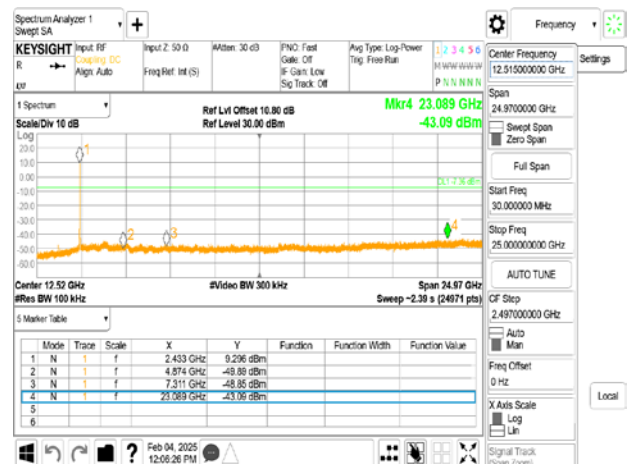 Spectrum Analyzer 1
Swept SA
Frequency
KEYSIGHT
Input: RF
Coupling: DC
Align: Auto
Input Z: 50 Ω
Freq Ref: Int (S)
#Atten: 30 dB
PNO: Fast
Gate: Off
IF Gain: Low
Sig Track: Off
Avg Type: Log-Power
Trig: Free Run
1 2 3 4 5 6
M W W W W W
P N N N N N
R
Center Frequency
12.515000000 GHz
Settings
Span
24.9700000 GHz
Swept Span
Zero Span
Full Span
Start Freq
30.000000 MHz
Stop Freq
25.000000000 GHz
AUTO TUNE
CF Step
2.497000000 GHz
Auto
Man
Freq Offset
0 Hz
X Axis Scale
Log
Lin
Local
Signal Track
(Span Zoom)
1 Spectrum
Scale/Div 10 dB
Ref Lvl Offset 10.80 dB
Ref Level 30.00 dBm
Mkr4 23.089 GHz
-43.09 dBm
Log
20.0
10.0
0.00
-10.0
-20.0
-30.0
-40.0
-50.0
-60.0
1
2
3
4
Center 12.52 GHz
#Video BW 300 kHz
Span 24.97 GHz
#Res BW 100 kHz
Sweep ~2.39 s (24971 pts)
5 Marker Table
Mode Trace Scale X Y Function Function Width Function Value
1 N 1 f 2.433 GHz 9.296 dBm
2 N 1 f 4.874 GHz -49.89 dBm
3 N 1 f 7.311 GHz -48.85 dBm
4 N 1 f 23.089 GHz -43.09 dBm
5
6
Feb 04, 2025
12:06:26 PM